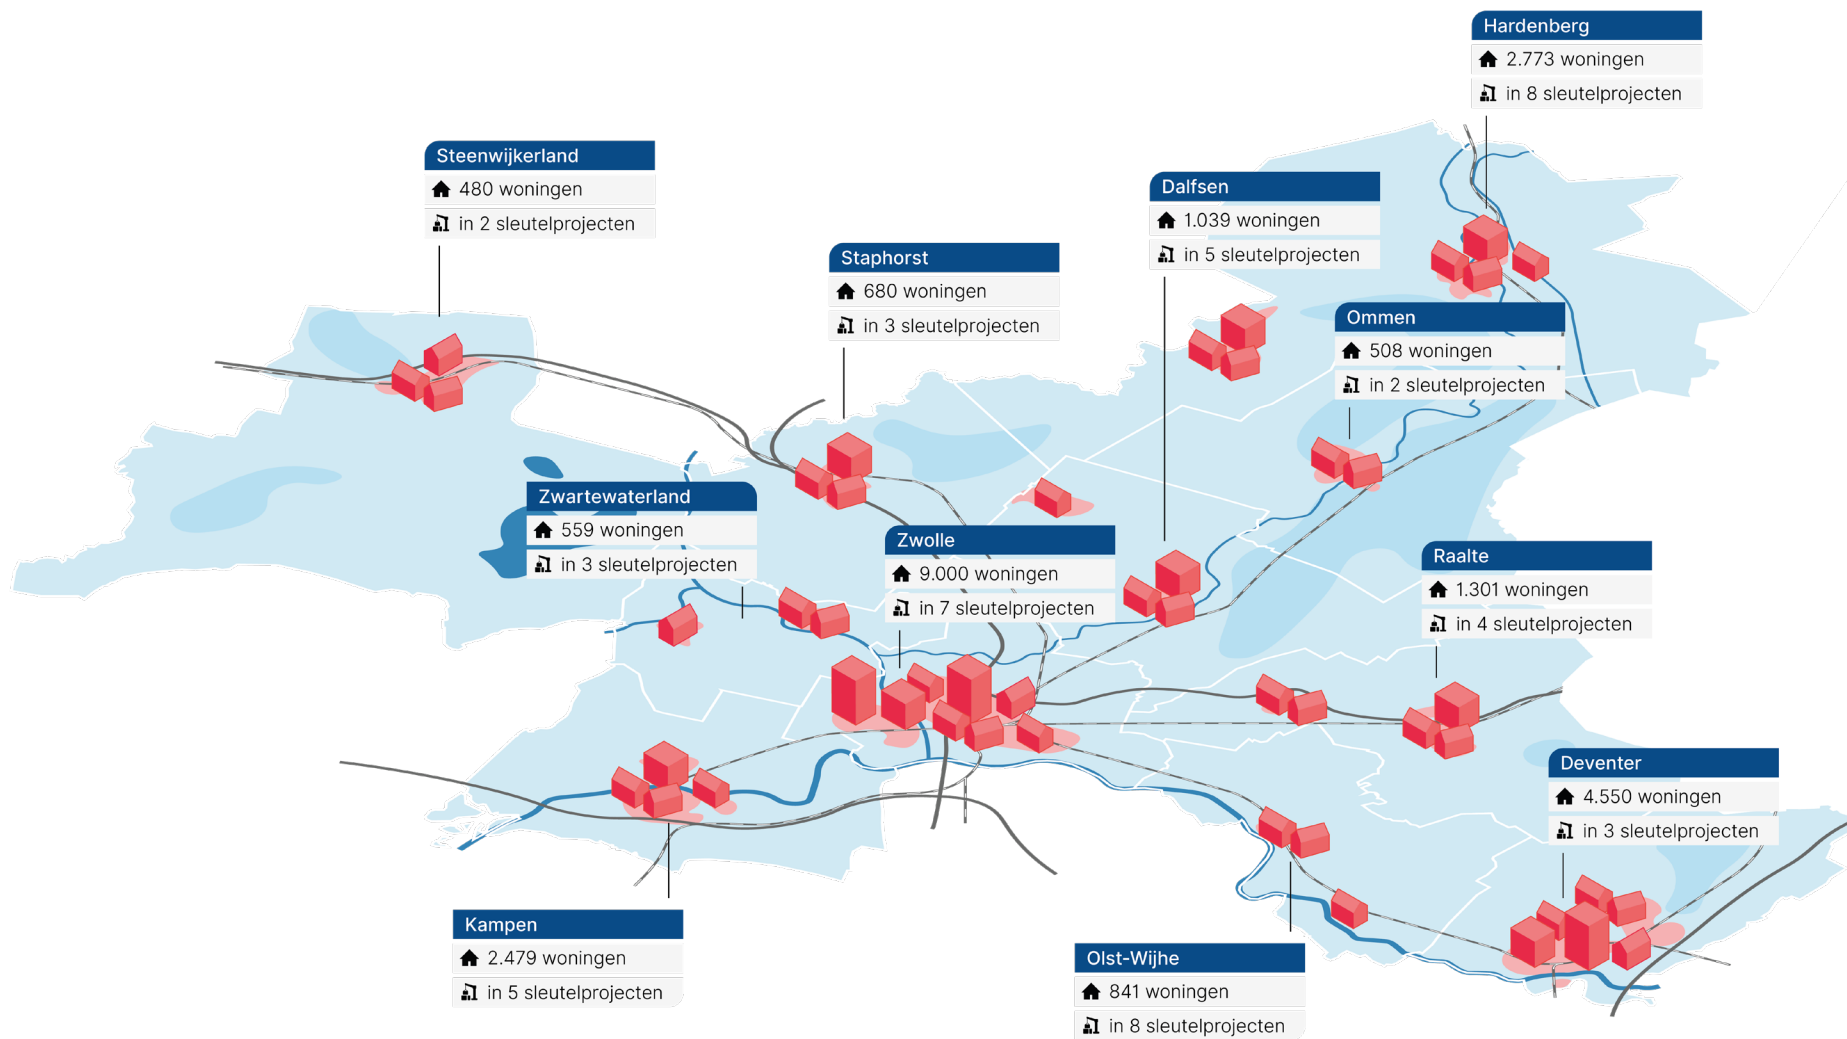 Hardenberg
2.773 woningen
in 8 sleutelprojecten
Steenwijkerland
480 woningen
in 2 sleutelprojecten
Dalfsen
1.039 woningen
in 5 sleutelprojecten
Staphorst
680 woningen
in 3 sleutelprojecten
Ommen
508 woningen
in 2 sleutelprojecten
Zwartewaterland
559 woningen
in 3 sleutelprojecten
Zwolle
9.000 woningen
in 7 sleutelprojecten
Raalte
1.301 woningen
in 4 sleutelprojecten
Deventer
4.550 woningen
in 3 sleutelprojecten
Kampen
2.479 woningen
in 5 sleutelprojecten
Olst-Wijhe
841 woningen
in 8 sleutelprojecten